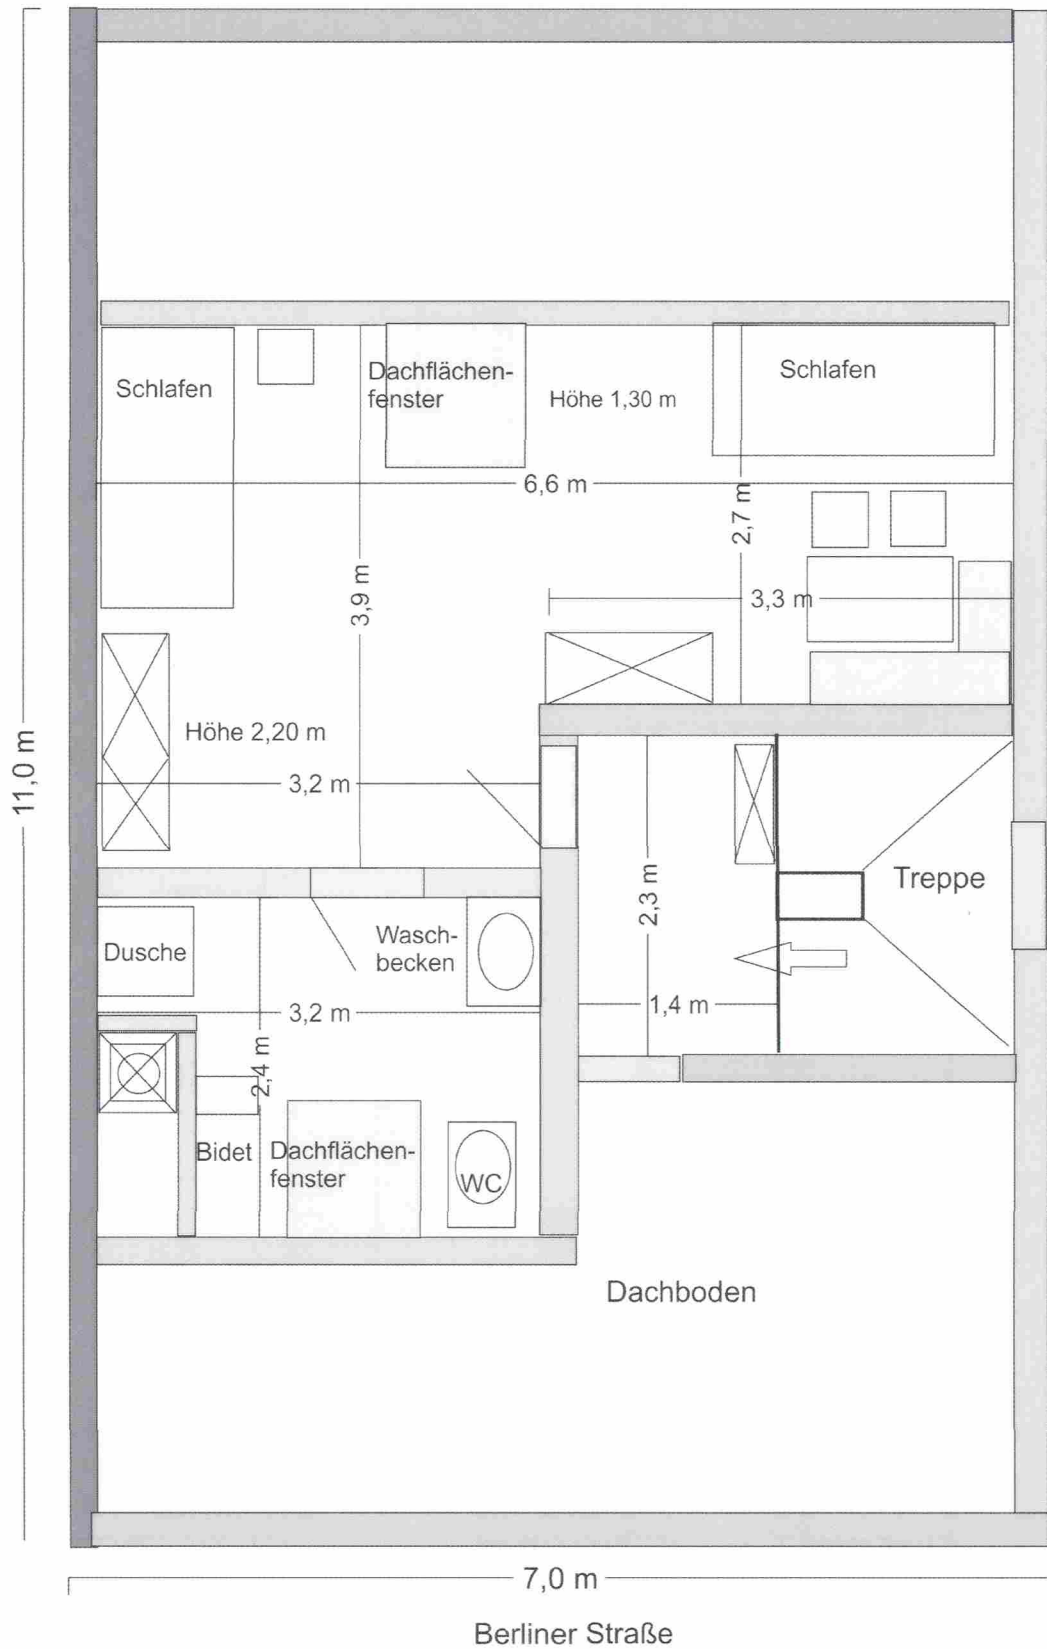 Schlafen
Dachflächen-
fenster
Höhe 1,30 m
Schlafen
6,6 m
2,7 m
3,9 m
3,3 m
Höhe 2,20 m
3,2 m
11,0 m
2,3 m
Treppe
Dusche
Wasch-
becken
3,2 m
1,4 m
2,4 m
Bidet
Dachflächen-
fenster
WC
Dachboden
7,0 m
Berliner Straße